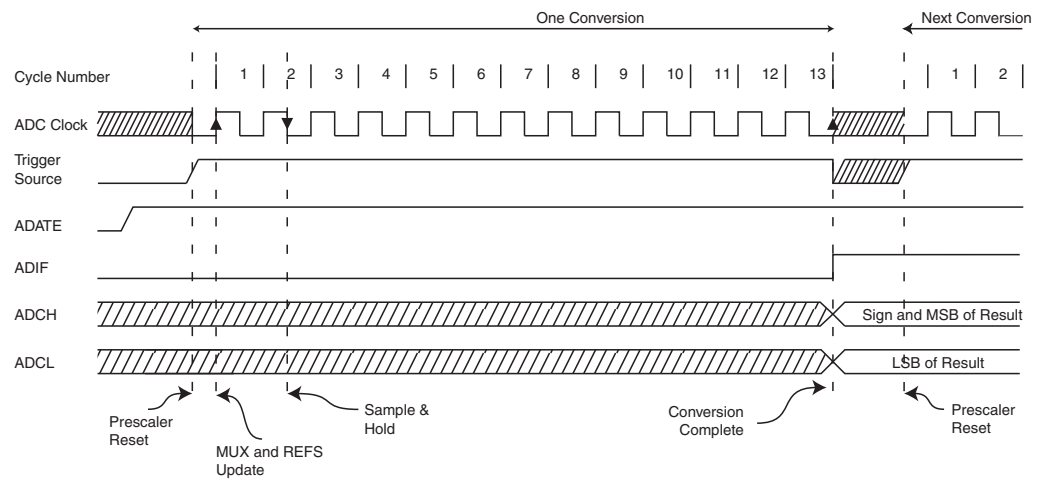 One Conversion
Next Conversion
Cycle Number
1 2 3 4 5 6 7 8 9 10 11 12 13 1 2
ADC Clock
Trigger
Source
ADATE
ADIF
ADCH
Sign and MSB of Result
ADCL
LSB of Result
Prescaler
Reset
MUX and REFS
Update
Sample &
Hold
Conversion
Complete
Prescaler
Reset